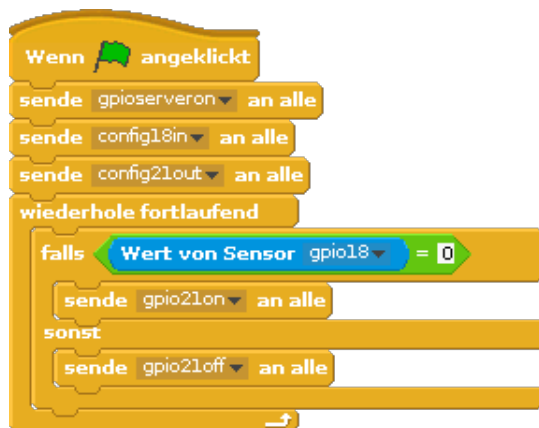 Wenn angeklickt
sende gpioserveron an alle
sende config18in an alle
sende config21out an alle
wiederhole fortlaufend
falls Wert von Sensor gpio18 = 0
sende gpio21on an alle
sonst
sende gpio21off an alle